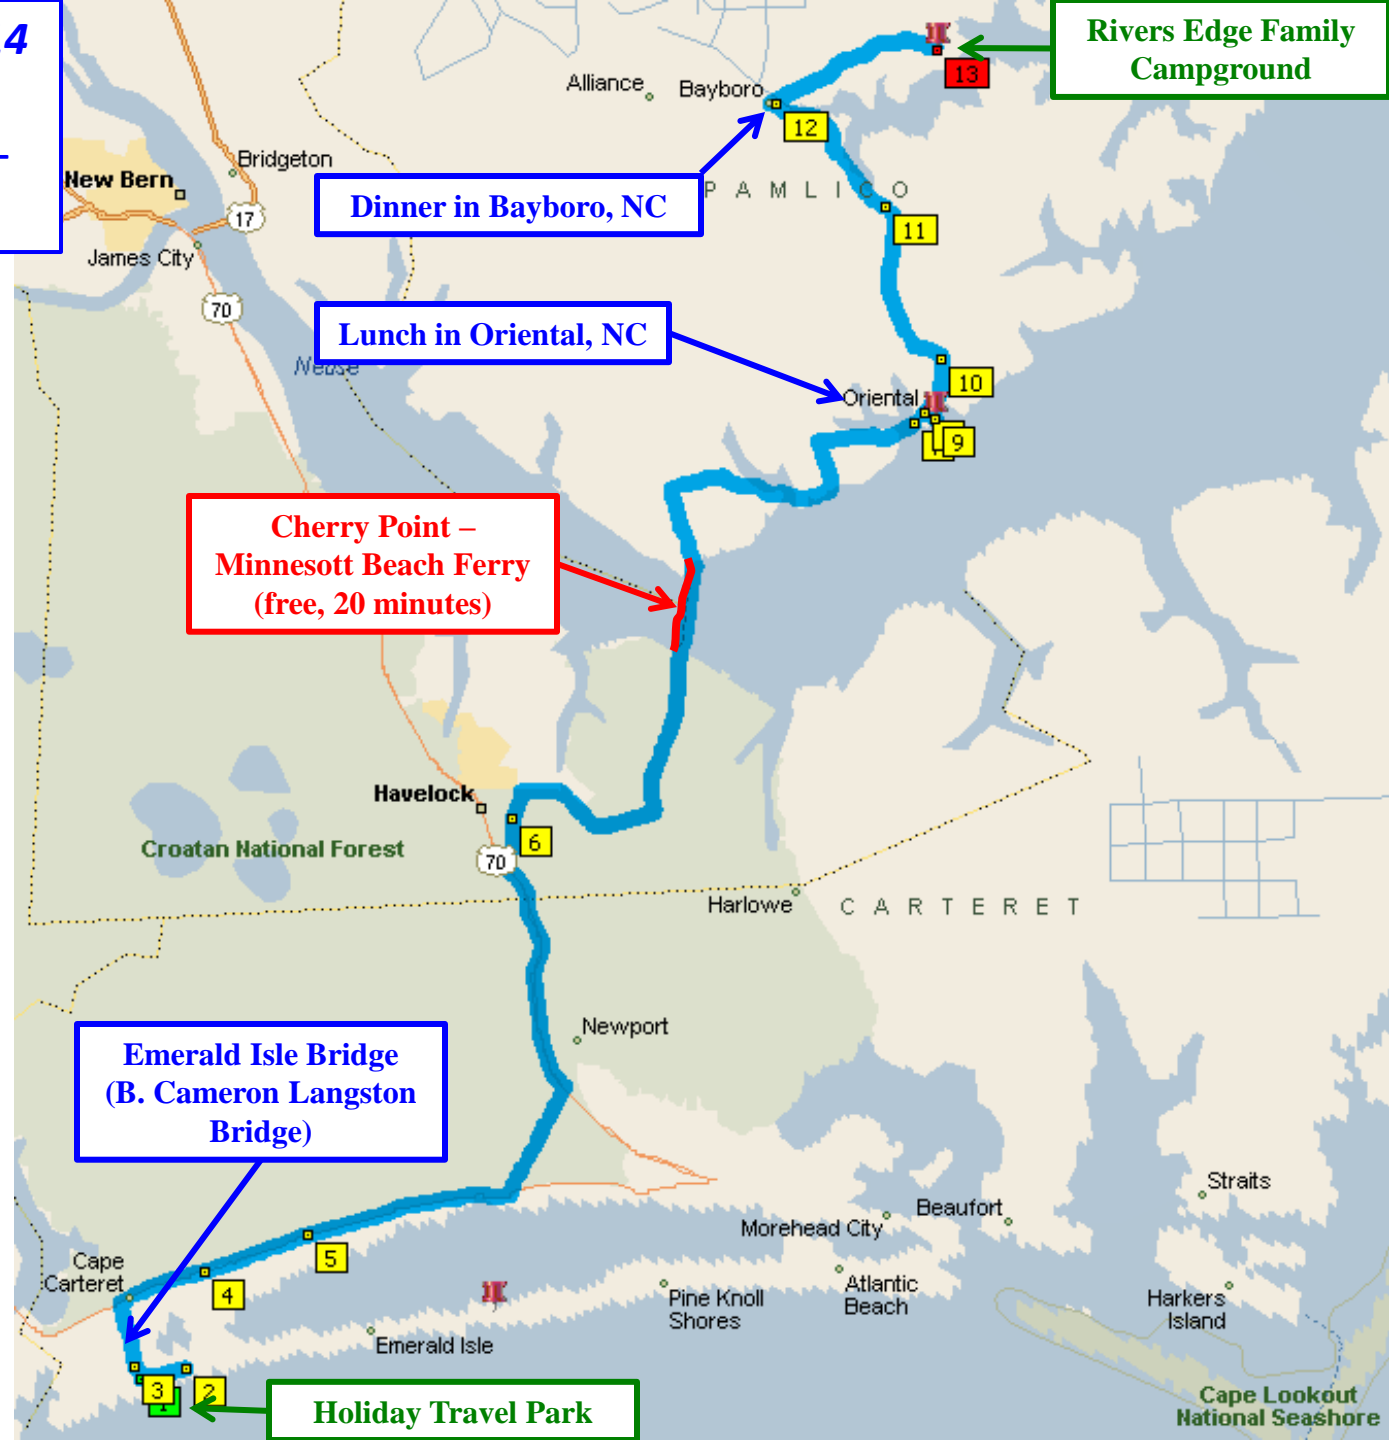 4
–
Rivers Edge Family
Campground
13
Alliance
Bayboro
12
Bridgeton
New Bern
17
Dinner in Bayboro, NC
PAMLICO
11
James City
70
Lunch in Oriental, NC
Neuse
10
Oriental
9
Cherry Point –
Minnesott Beach Ferry
(free, 20 minutes)
Havelock
6
70
Croatan National Forest
Harlowe
CARTERET
Newport
Emerald Isle Bridge
(B. Cameron Langston
Bridge)
Straits
Beaufort
Morehead City
5
Cape
Carteret
4
Atlantic
Beach
Pine Knoll
Shores
Harkers
Island
Emerald Isle
3
2
1
Holiday Travel Park
Cape Lookout
National Seashore